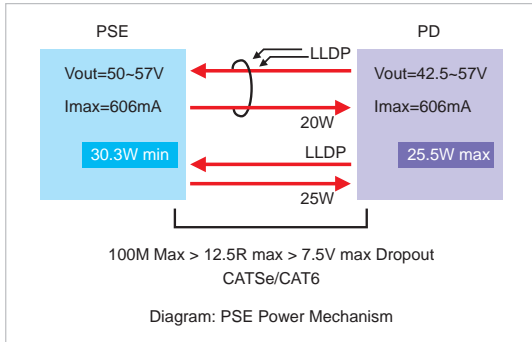 PSE
PD
LLDP
Vout=50~57V
Vout=42.5~57V
Imax=606mA
Imax=606mA
20W
30.3W min
LLDP
25.5W max
25W
100M Max > 12.5R max > 7.5V max Dropout
CATSe/CAT6
Diagram: PSE Power Mechanism